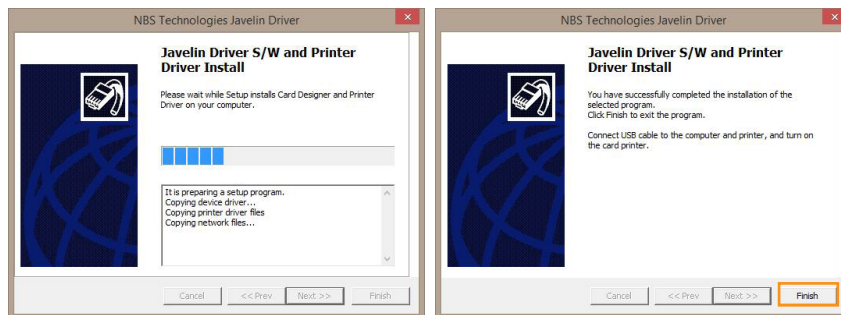 NBS Technologies Javelin Driver
Javelin Driver S/W and Printer
Driver Install
Please wait while Setup installs Card Designer and Printer
Driver on your computer.
It is preparing a setup program.
Copying device driver...
Copying printer driver files
Copying network files...
Cancel
<< Prev
Next >>
Finish
NBS Technologies Javelin Driver
Javelin Driver S/W and Printer
Driver Install
You have successfully completed the installation of the
selected program.
Click Finish to exit the program.
Connect USB cable to the computer and printer, and turn on
the card printer.
Cancel
<< Prev
Next >>
Finish